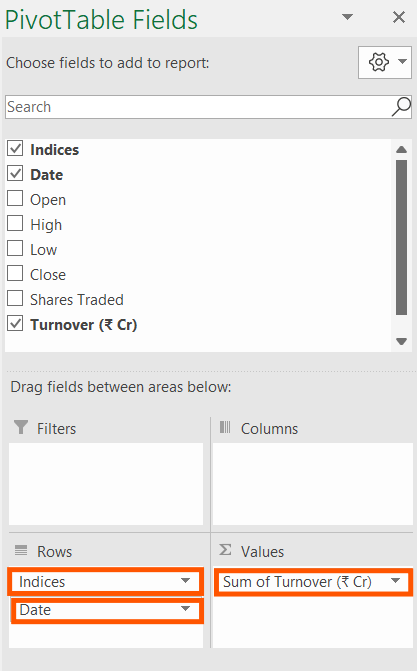 PivotTable Fields
Choose fields to add to report:
Search
Indices
Date
Open
High
Low
Close
Shares Traded
Turnover (₹ Cr)
Drag fields between areas below:
Filters
Columns
Rows
Values
Indices
Sum of Turnover (₹ Cr)
Date